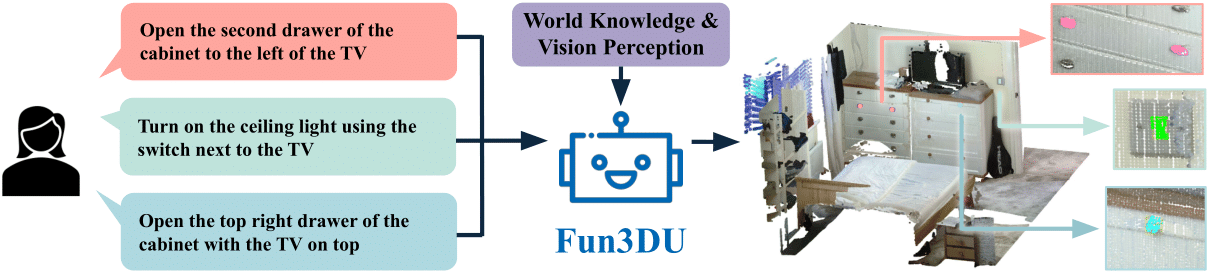 Open the second drawer of the
cabinet to the left of the TV
Turn on the ceiling light using the
switch next to the TV
Open the top right drawer of the
cabinet with the TV on top
World Knowledge &
Vision Perception
Fun3DU